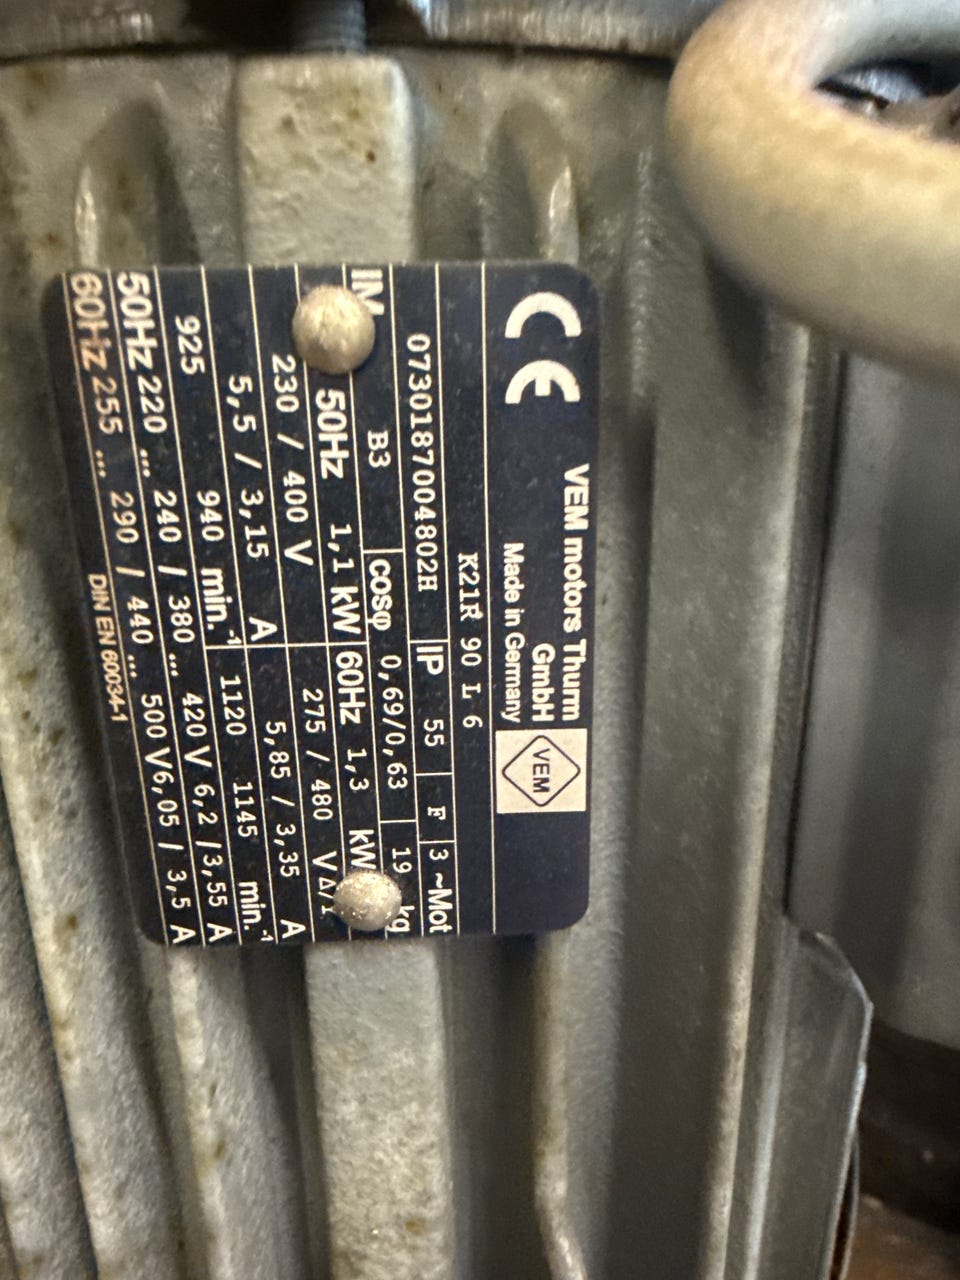 CE VEM motors Thurm
GmbH
Made in Germany VEM
K21R 90 L 6
0730187004802H IP 55 F 3 ~Mot
IM B3 cosφ 0,69/0,63 19 kg
50Hz 1,1 kW 60Hz 1,3 kW
230 / 400 V 275 / 480 V Δ/
5,5 / 3,15 A 5,85 / 3,35 A
925 940 min.-1 1120 1145 min.-1
50Hz 220 ... 240 / 380 ... 420 V 6,2 /3,55 A
60Hz 255 ... 290 / 440 ... 500 V6,05 / 3,5 A
DIN EN 60034-1